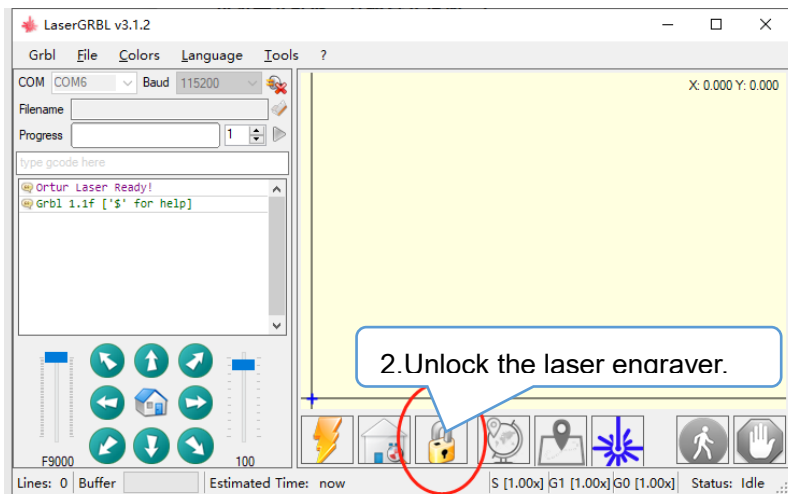 LaserGRBL v3.1.2
Grbl File Colors Language Tools ?
COM COM6 Baud 115200
X: 0.000 Y: 0.000
Filename
Progress 1
type gcode here
Ortur Laser Ready!
Grbl 1.1f ['$' for help]
2.Unlock the laser engraver.
F9000 100
Lines: 0 Buffer Estimated Time: now S [1.00x] G1 [1.00x] G0 [1.00x] Status: Idle